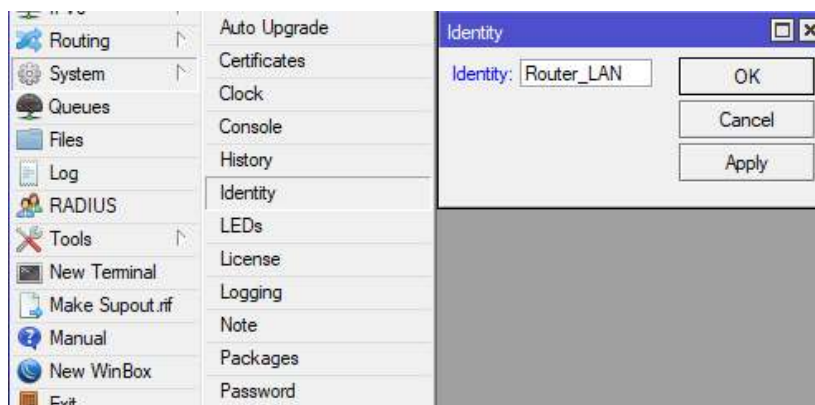 Routing
System
Queues
Files
Log
RADIUS
Tools
New Terminal
Make Supout.rif
Manual
New WinBox
Exit
Auto Upgrade
Certificates
Clock
Console
History
Identity
LEDs
License
Logging
Note
Packages
Password
Identity
Identity: Router_LAN
OK
Cancel
Apply